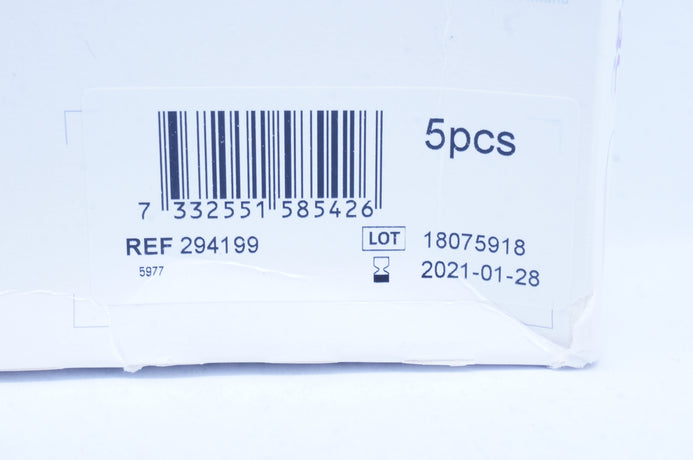 5pcs
7 332551 585426
REF 294199
LOT 18075918
5977
2021-01-28